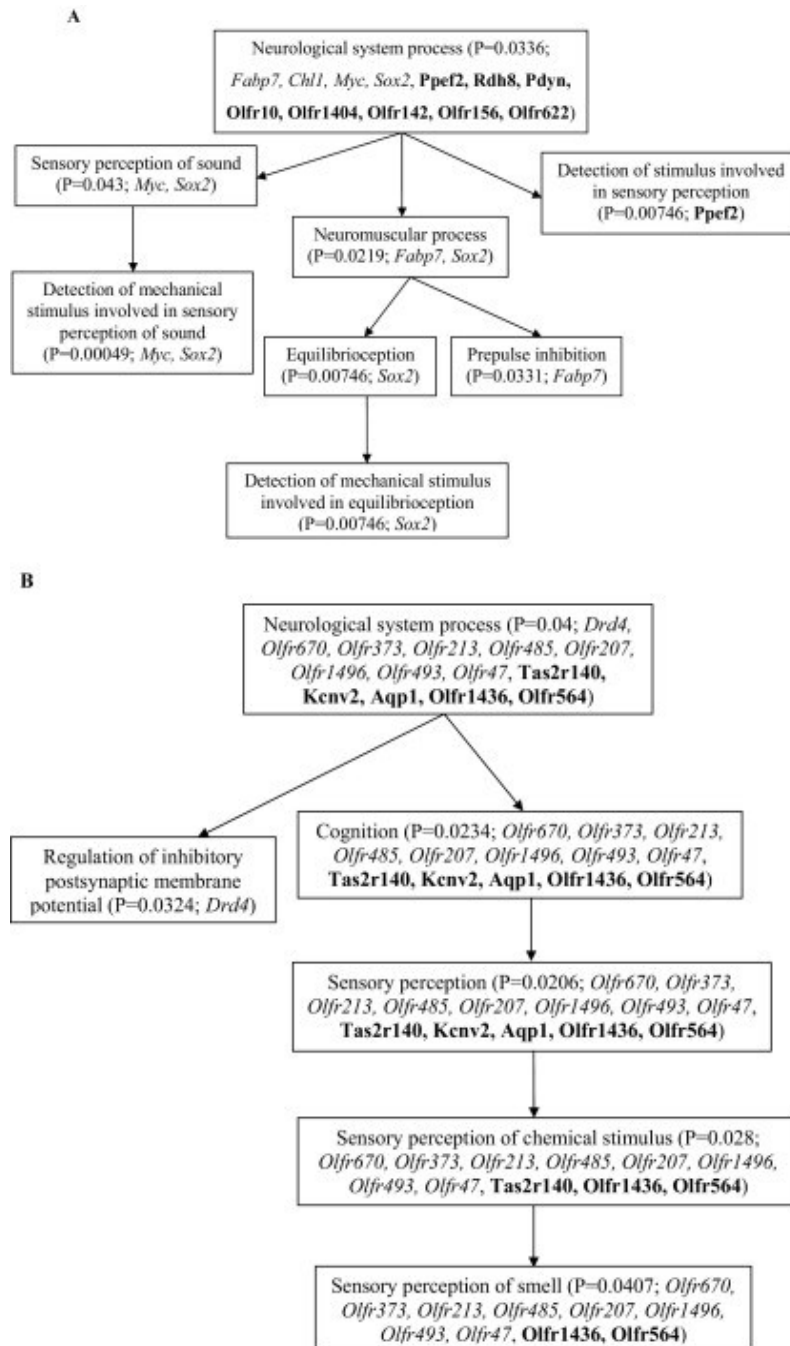 A
Neurological system process (P=0.0336;
Fabp7, Chl1, Myc, Sox2, Ppef2, Rdh8, Pdyn,
Olfr10, Olfr1404, Olfr142, Olfr156, Olfr622)
Sensory perception of sound
(P=0.043; Myc, Sox2)
Detection of stimulus involved
in sensory perception
(P=0.00746; Ppef2)
Neuromuscular process
(P=0.0219; Fabp7, Sox2)
Detection of mechanical
stimulus involved in sensory
perception of sound
(P=0.00049; Myc, Sox2)
Equilibrioception
(P=0.00746; Sox2)
Prepulse inhibition
(P=0.0331; Fabp7)
Detection of mechanical stimulus
involved in equilibrioception
(P=0.00746; Sox2)
B
Neurological system process (P=0.04; Drd4,
Olfr670, Olfr373, Olfr213, Olfr485, Olfr207,
Olfr1496, Olfr493, Olfr47, Tas2r140,
Kcnv2, Aqp1, Olfr1436, Olfr564)
Regulation of inhibitory
postsynaptic membrane
potential (P=0.0324; Drd4)
Cognition (P=0.0234; Olfr670, Olfr373, Olfr213,
Olfr485, Olfr207, Olfr1496, Olfr493, Olfr47,
Tas2r140, Kcnv2, Aqp1, Olfr1436, Olfr564)
Sensory perception (P=0.0206; Olfr670, Olfr373,
Olfr213, Olfr485, Olfr207, Olfr1496, Olfr493, Olfr47,
Tas2r140, Kcnv2, Aqp1, Olfr1436, Olfr564)
Sensory perception of chemical stimulus (P=0.028;
Olfr670, Olfr373, Olfr213, Olfr485, Olfr207, Olfr1496,
Olfr493, Olfr47, Tas2r140, Olfr1436, Olfr564)
Sensory perception of smell (P=0.0407; Olfr670,
Olfr373, Olfr213, Olfr485, Olfr207, Olfr1496,
Olfr493, Olfr47, Olfr1436, Olfr564)